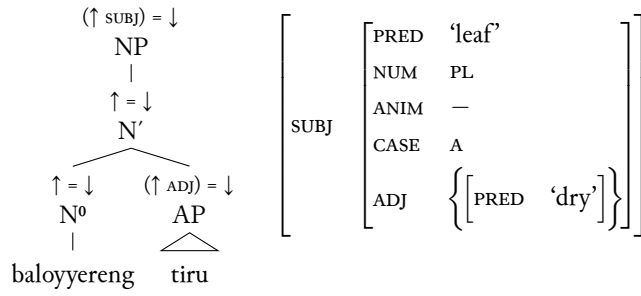 (↑ SUBJ) = ↓
NP
↑ = ↓
N′
↑ = ↓ (↑ ADJ) = ↓
N⁰ AP
baloyyereng tiru
SUBJ
PRED ‘leaf’
NUM PL
ANIM —
CASE A
ADJ { [ PRED ‘dry’ ] }